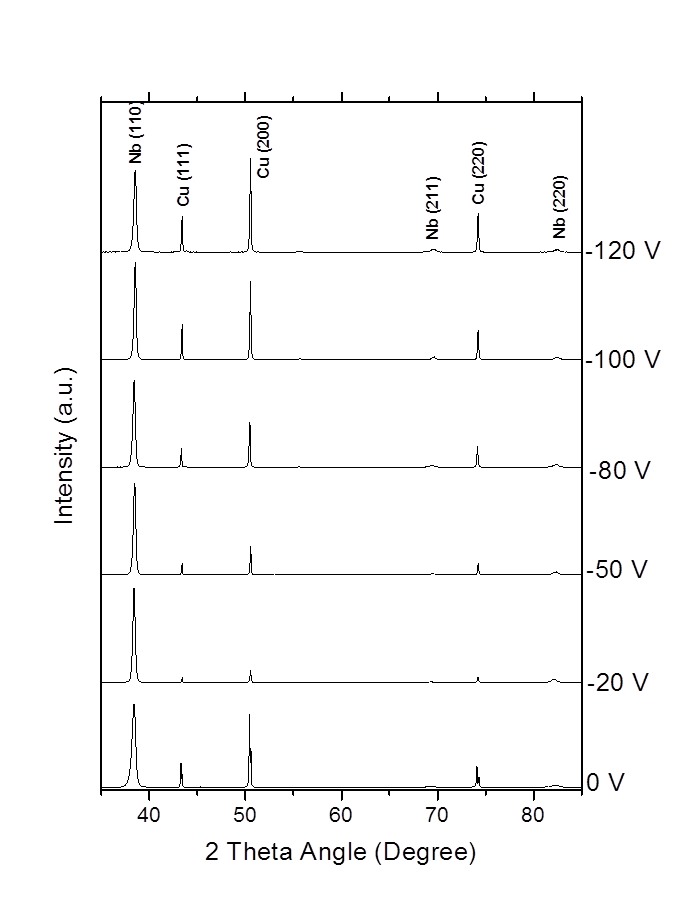 Nb (110)
Cu (111)
Cu (200)
Nb (211)
Cu (220)
Nb (220)
-120 V
-100 V
-80 V
-50 V
-20 V
0 V
Intensity (a.u.)
40 50 60 70 80
2 Theta Angle (Degree)